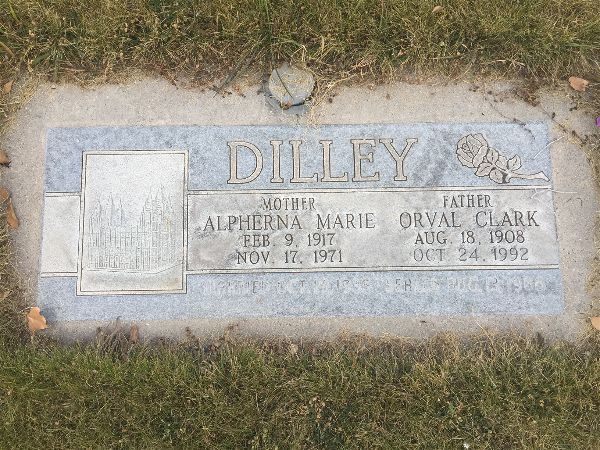 DILLEY
MOTHER
ALPHERNA MARIE
FEB. 9, 1917
NOV. 17, 1971
FATHER
ORVAL CLARK
AUG. 18, 1908
OCT. 24, 1992